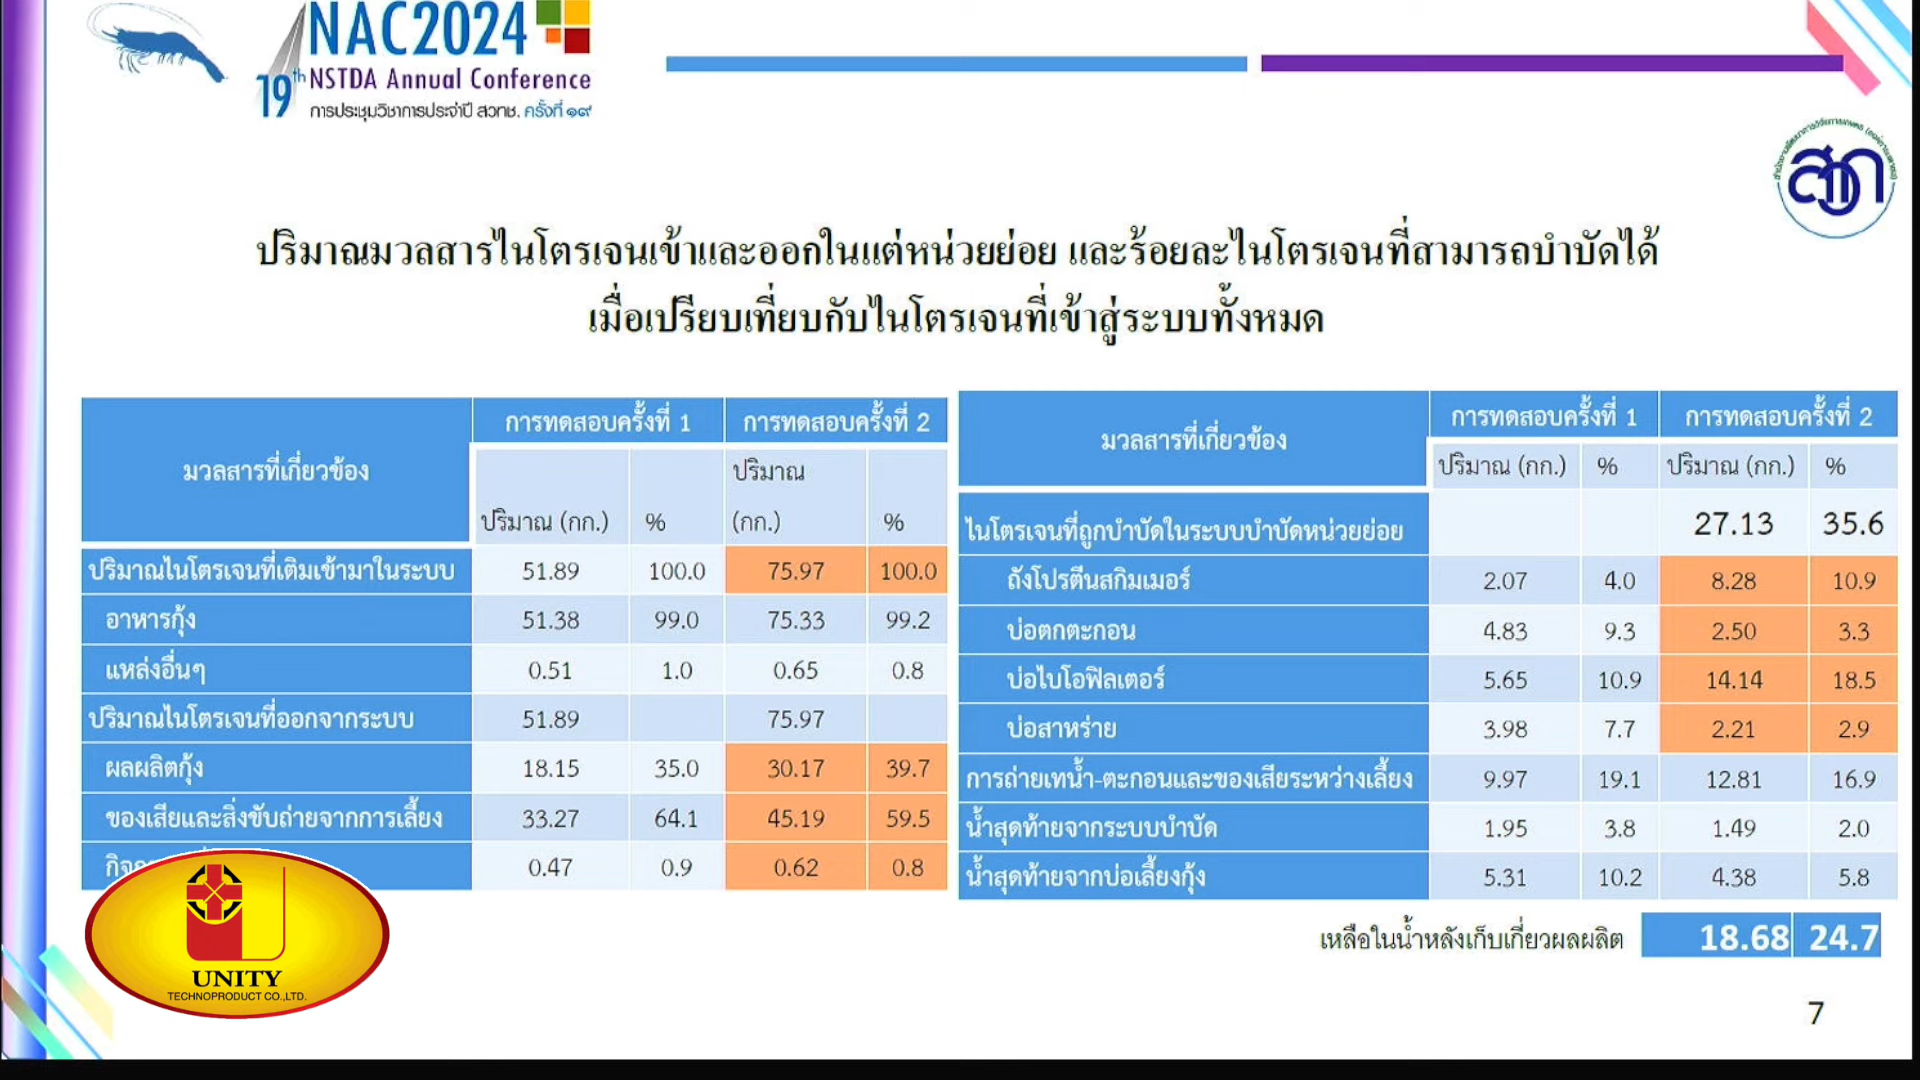 NAC2024
19th NSTDA Annual Conference
การประชุมวิชาการประจำปี สวทช. ครั้งที่ ๑๙
สวก
ปริมาณมวลสารไนโตรเจนเข้าและออกในแต่หน่วยย่อย และร้อยละไนโตรเจนที่สามารถบำบัดได้
เมื่อเปรียบเที่ยบกับไนโตรเจนที่เข้าสู่ระบบทั้งหมด
มวลสารที่เกี่ยวข้อง การทดสอบครั้งที่ 1 การทดสอบครั้งที่ 2
ปริมาณ (กก.) % ปริมาณ (กก.) %
ปริมาณไนโตรเจนที่เติมเข้ามาในระบบ 51.89 100.0 75.97 100.0
อาหารกุ้ง 51.38 99.0 75.33 99.2
แหล่งอื่นๆ 0.51 1.0 0.65 0.8
ปริมาณไนโตรเจนที่ออกจากระบบ 51.89 75.97
ผลผลิตกุ้ง 18.15 35.0 30.17 39.7
ของเสียและสิ่งขับถ่ายจากการเลี้ยง 33.27 64.1 45.19 59.5
0.47 0.9 0.62 0.8
มวลสารที่เกี่ยวข้อง การทดสอบครั้งที่ 1 การทดสอบครั้งที่ 2
ปริมาณ (กก.) % ปริมาณ (กก.) %
ไนโตรเจนที่ถูกบำบัดในระบบบำบัดหน่วยย่อย 27.13 35.6
ถังโปรตีนสกิมเมอร์ 2.07 4.0 8.28 10.9
บ่อตกตะกอน 4.83 9.3 2.50 3.3
บ่อไบโอฟิลเตอร์ 5.65 10.9 14.14 18.5
บ่อสาหร่าย 3.98 7.7 2.21 2.9
การถ่ายเทน้ำ-ตะกอนและของเสียระหว่างเลี้ยง 9.97 19.1 12.81 16.9
น้ำสุดท้ายจากระบบบำบัด 1.95 3.8 1.49 2.0
น้ำสุดท้ายจากบ่อเลี้ยงกุ้ง 5.31 10.2 4.38 5.8
เหลือในน้ำหลังเก็บเกี่ยวผลผลิต 18.68 24.7
UNITY
TECHNOPRODUCT CO.,LTD.
7